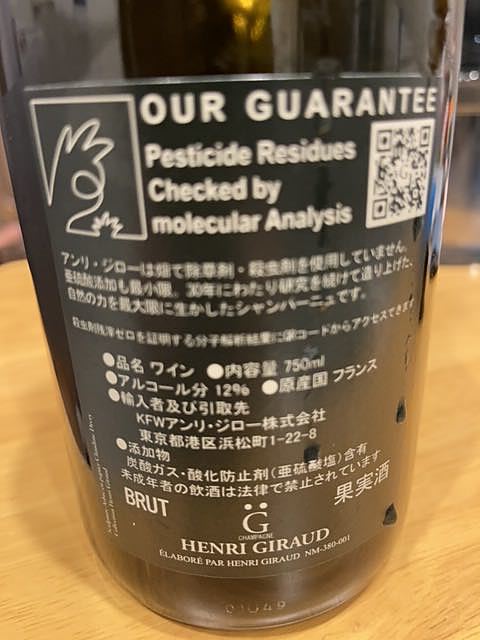 OUR GUARANTEE
Pesticide Residues
Checked by
molecular Analysis
アンリ・ジローは畑で除草剤・殺虫剤を使用していません。
亜硫酸添加も最小限。30年にわたり研究を続けて造り上げた、
自然の力を最大限に生かしたシャンパーニュです。
殺虫剤残滓ゼロを証明する分子解析結果にQRコードからアクセスできます
●品名 ワイン ●内容量 750ml
●アルコール分 12% ●原産国 フランス
●輸入者及び引取先
KFWアンリ・ジロー株式会社
東京都港区浜松町1-22-8
●添加物
炭酸ガス・酸化防止剤(亜硫酸塩)含有
未成年者の飲酒は法律で禁止されています
BRUT
果実酒
G
CHAMPAGNE
HENRI GIRAUD
ÉLABORÉ PAR HENRI GIRAUD NM-380-001